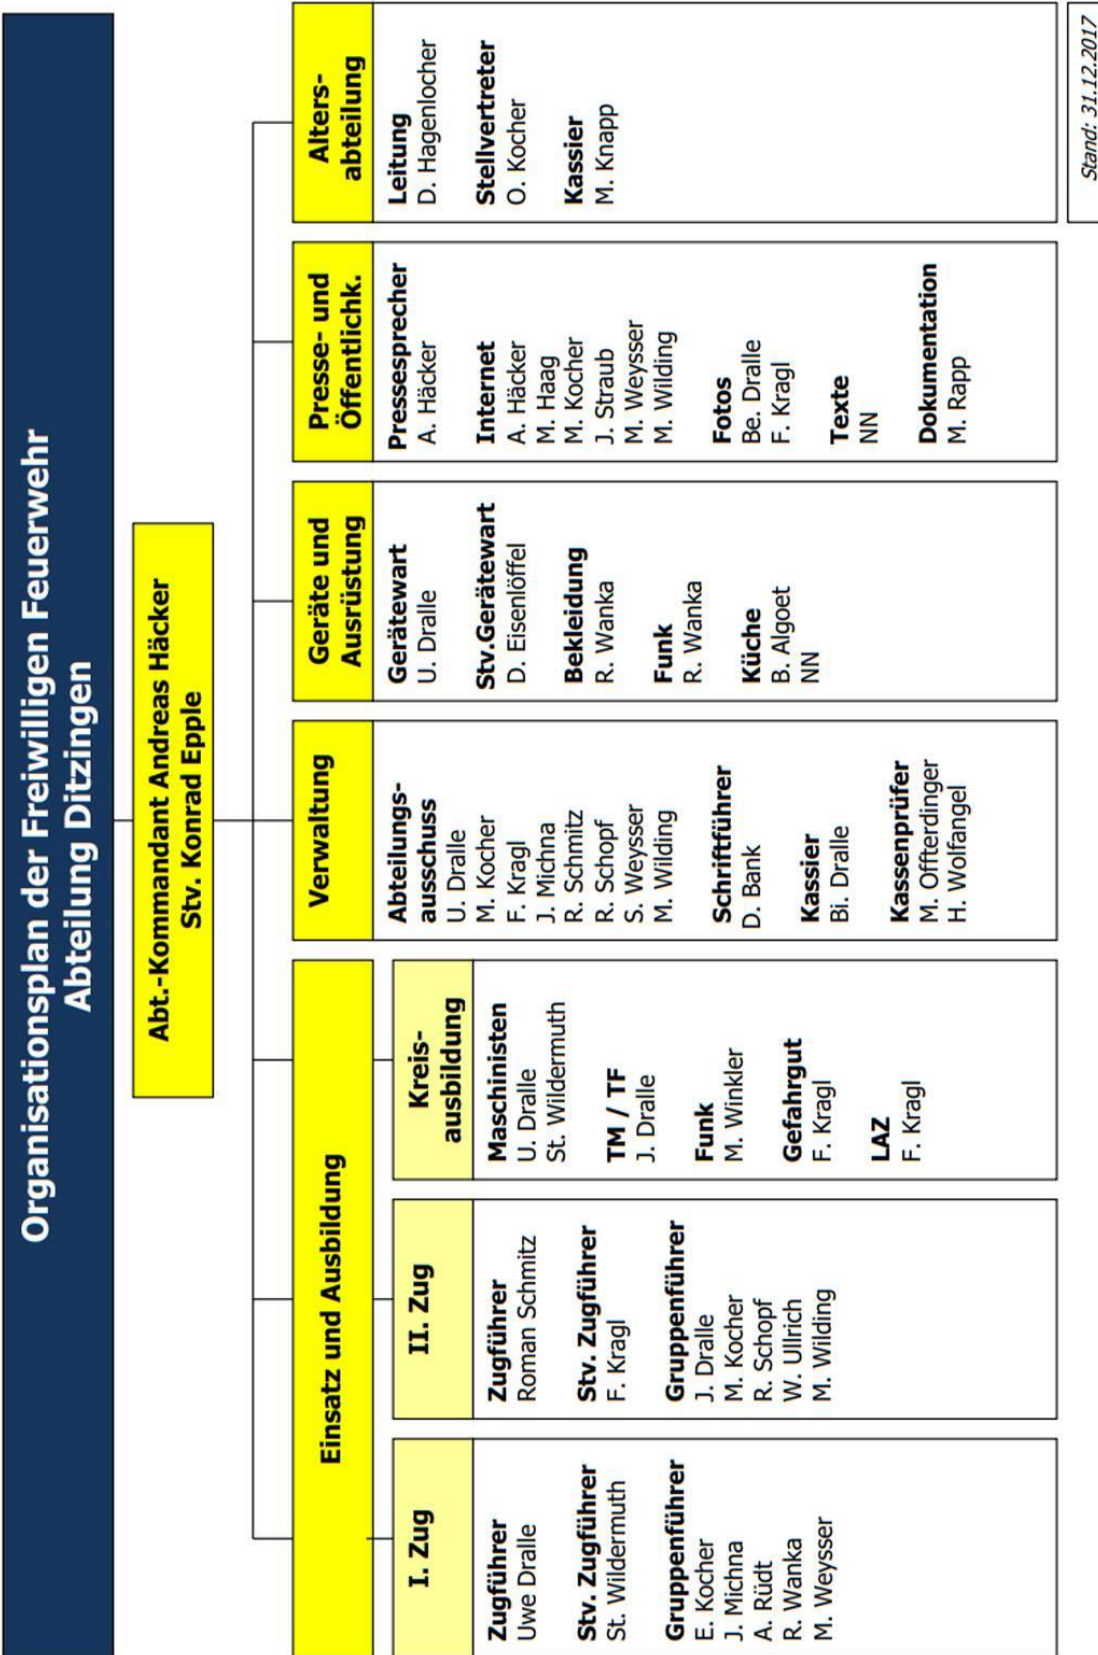 Organisationsplan der Freiwilligen Feuerwehr
Abteilung Ditzingen
Abt.-Kommandant Andreas Häcker
Stv. Konrad Epple
Einsatz und Ausbildung
I. Zug
Zugführer
Uwe Dralle
Stv. Zugführer
St. Wildermuth
Gruppenführer
E. Kocher
J. Michna
A. Rüdt
R. Wanka
M. Weysser
II. Zug
Zugführer
Roman Schmitz
Stv. Zugführer
F. Kragl
Gruppenführer
J. Dralle
M. Kocher
R. Schopf
W. Ullrich
M. Wilding
Kreis-
ausbildung
Maschinisten
U. Dralle
St. Wildermuth
TM / TF
J. Dralle
Funk
M. Winkler
Gefahrgut
F. Kragl
LAZ
F. Kragl
Verwaltung
Abteilungs-
ausschuss
U. Dralle
M. Kocher
F. Kragl
J. Michna
R. Schmitz
R. Schopf
S. Weysser
M. Wilding
Schriftführer
D. Bank
Kassier
Bi. Dralle
Kassenprüfer
M. Offterdinger
H. Wolfangel
Geräte und
Ausrüstung
Gerätewart
U. Dralle
Stv.Gerätewart
D. Eisenlöffel
Bekleidung
R. Wanka
Funk
R. Wanka
Küche
B. Algoet
NN
Presse- und
Öffentlichk.
Pressesprecher
A. Häcker
Internet
A. Häcker
M. Haag
M. Kocher
J. Straub
M. Weysser
M. Wilding
Fotos
Be. Dralle
F. Kragl
Texte
NN
Dokumentation
M. Rapp
Alters-
abteilung
Leitung
D. Hagenlocher
Stellvertreter
O. Kocher
Kassier
M. Knapp
Stand: 31.12.2017